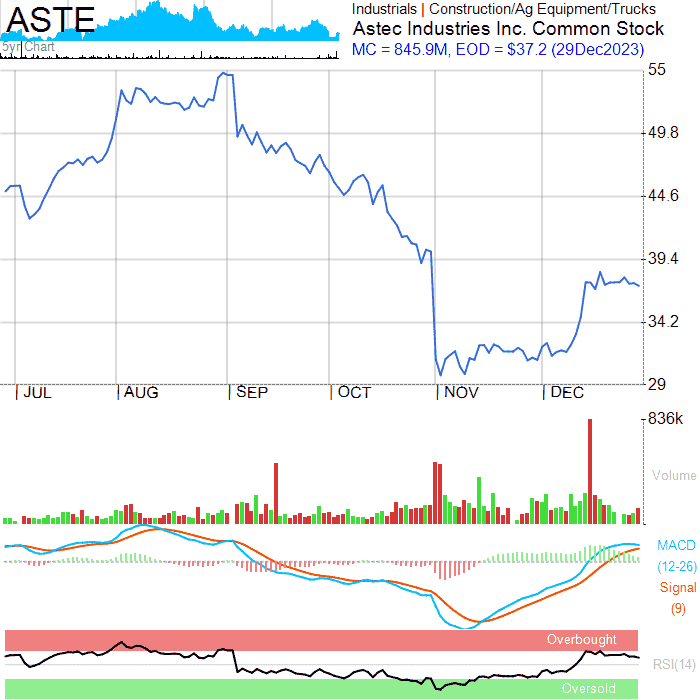 ASTE
5yr Chart
Industrials | Construction/Ag Equipment/Trucks
Astec Industries Inc. Common Stock
MC = 845.9M, EOD = $37.2 (29Dec2023)
55
49.8
44.6
39.4
34.2
29
JUL AUG SEP OCT NOV DEC
836k
Volume
MACD
(12-26)
Signal
(9)
Overbought
RSI(14)
Oversold